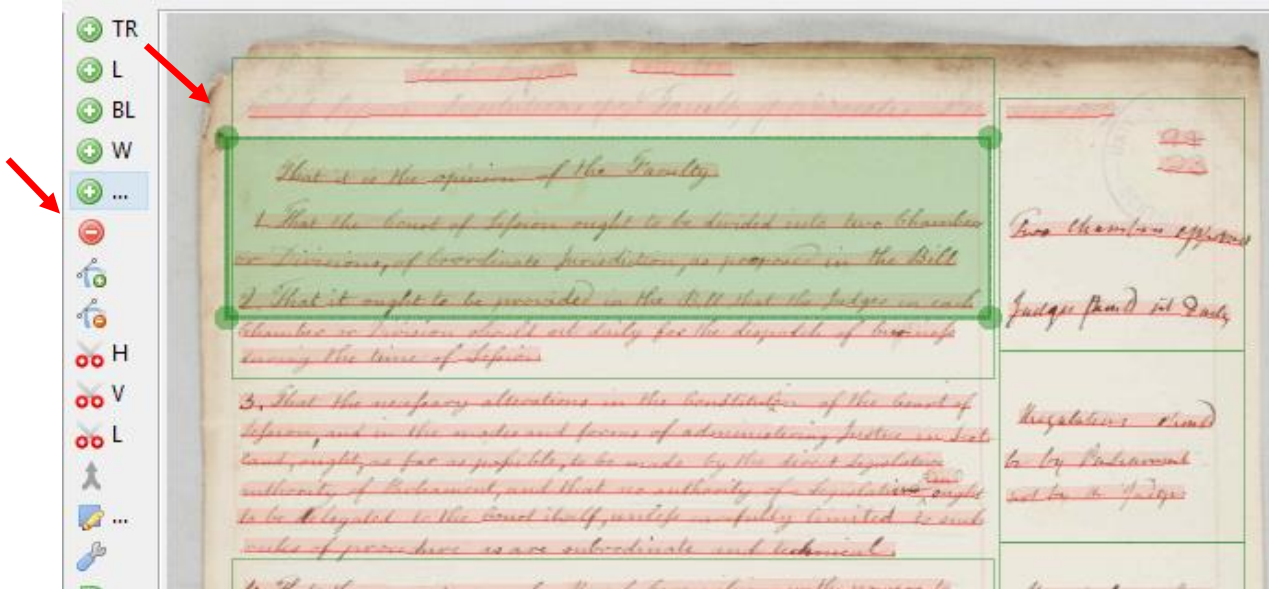 TR
L
BL
W
...
H
V
L
...
That it is the opinion of the Faculty
1. That the Court of Session ought to be divided into two Chambers
or Divisions, of Coordinate Jurisdiction, as proposed in the Bill
2. That it ought to be provided in the Bill that the Judges in each
Chamber or Division should sit daily for the despatch of business
during the time of Session
3. That the necessary alterations in the Constitution of the Court of
Session, and in the modes and forms of administering Justice in Scot
land, ought, as far as possible, to be made by the direct Legislative
authority of Parliament, and that no authority of a legislative ought
to be delegated to the Court itself, unless carefully limited to such
rules of procedure as are subordinate and technical.
Two Chambers approved
Judges should sit Daily
Regulations should
be by Parliament
not by the Judges